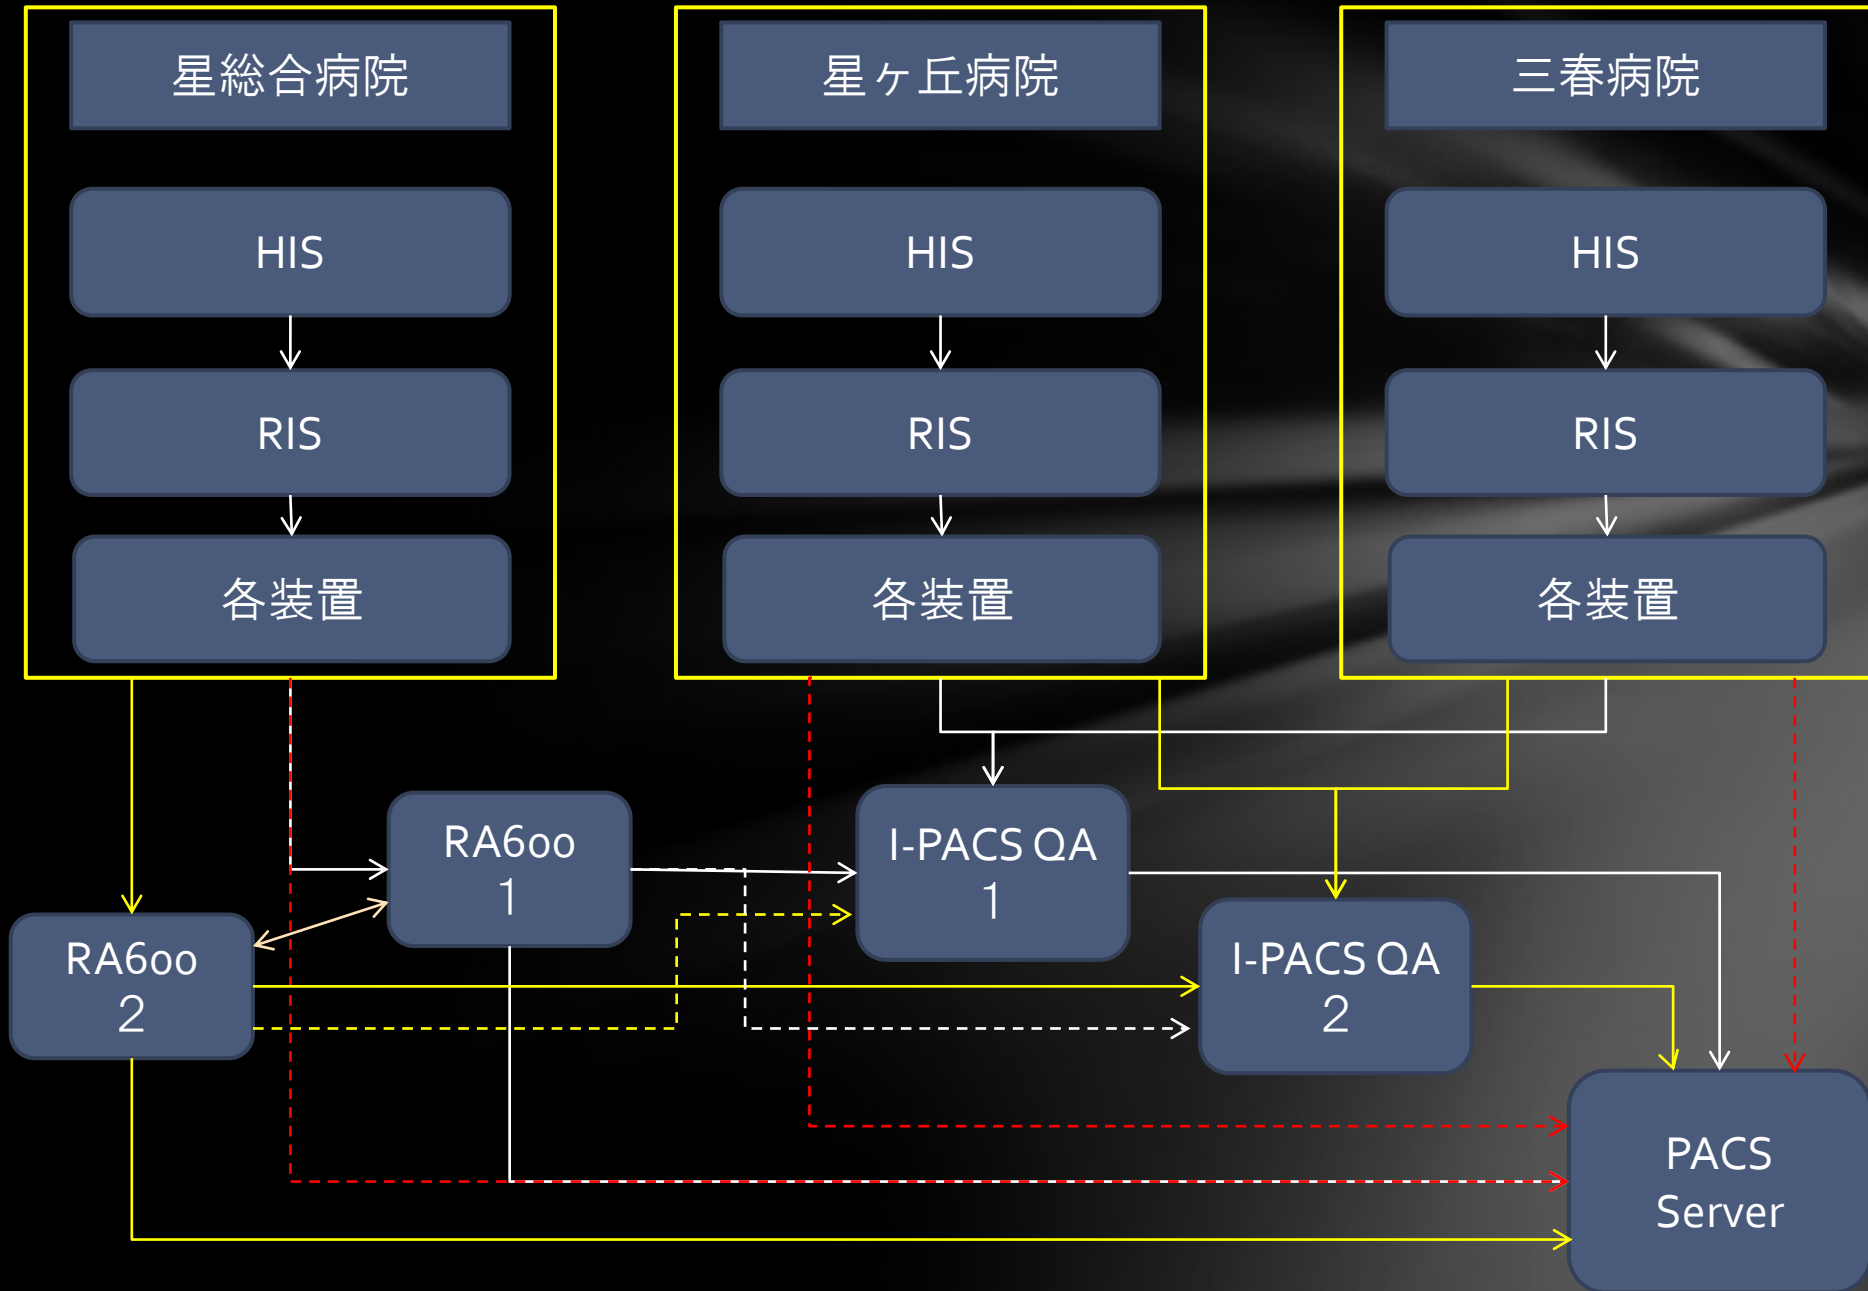 星総合病院
星ヶ丘病院
三春病院
HIS
HIS
HIS
RIS
RIS
RIS
各装置
各装置
各装置
RA600
1
I-PACS QA
1
RA600
2
I-PACS QA
2
PACS
Server